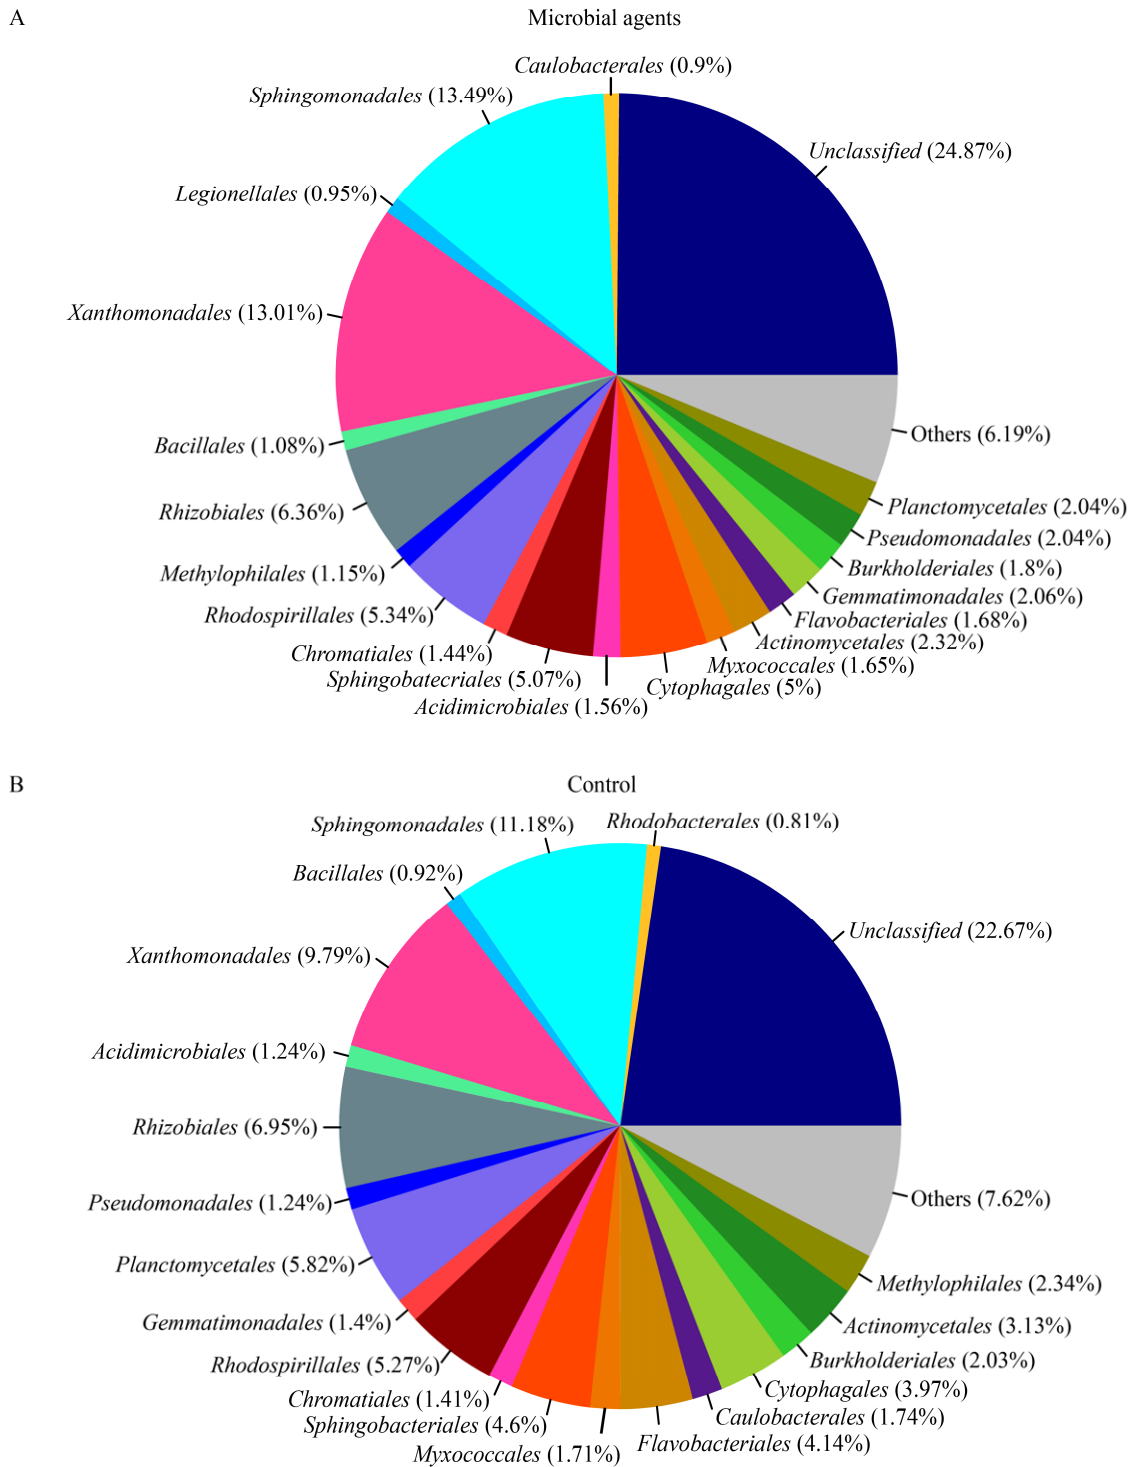 A
Microbial agents
Caulobacterales (0.9%)
Sphingomonadales (13.49%)
Unclassified (24.87%)
Legionellales (0.95%)
Xanthomonadales (13.01%)
Others (6.19%)
Bacillales (1.08%)
Planctomycetales (2.04%)
Rhizobiales (6.36%)
Pseudomonadales (2.04%)
Burkholderiales (1.8%)
Methylophilales (1.15%)
Gemmatimonadales (2.06%)
Rhodospirillales (5.34%)
Flavobacteriales (1.68%)
Actinomycetales (2.32%)
Chromatiales (1.44%)
Myxococcales (1.65%)
Sphingobatecriales (5.07%)
Cytophagales (5%)
Acidimicrobiales (1.56%)
B
Control
Rhodobacterales (0.81%)
Sphingomonadales (11.18%)
Bacillales (0.92%)
Unclassified (22.67%)
Xanthomonadales (9.79%)
Acidimicrobiales (1.24%)
Rhizobiales (6.95%)
Others (7.62%)
Pseudomonadales (1.24%)
Planctomycetales (5.82%)
Methylophilales (2.34%)
Gemmatimonadales (1.4%)
Actinomycetales (3.13%)
Burkholderiales (2.03%)
Rhodospirillales (5.27%)
Cytophagales (3.97%)
Chromatiales (1.41%)
Caulobacterales (1.74%)
Sphingobacteriales (4.6%)
Flavobacteriales (4.14%)
Myxococcales (1.71%)